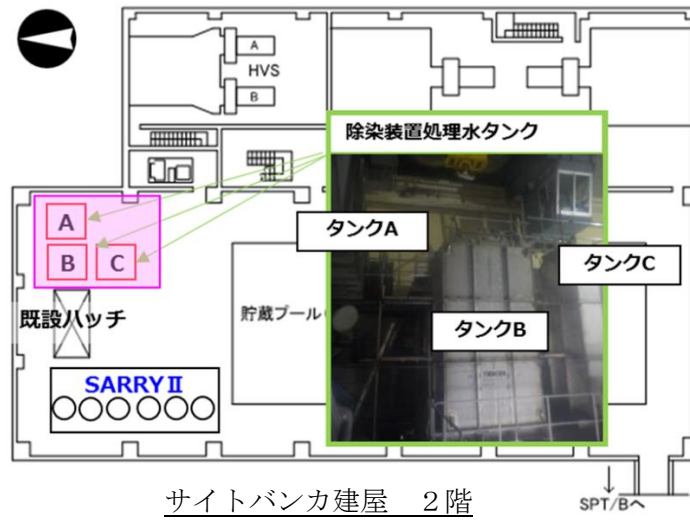 A
HVS
B
除染装置処理水タンク
A
B
C
タンクA
タンクC
既設ハッチ
貯蔵プール
タンクB
SARRYⅡ
サイトバンカ建屋 2階
SPT/Bへ